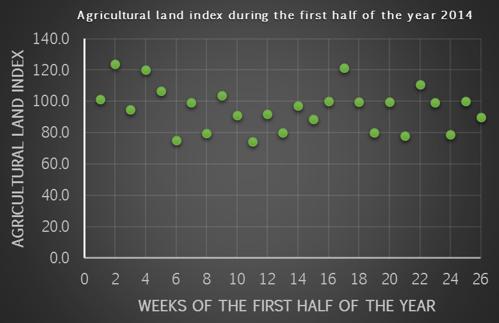 Agricultural land index during the first half of the year 2014
AGRICULTURAL LAND INDEX
140.0
120.0
100.0
80.0
60.0
40.0
20.0
0.0
0 2 4 6 8 10 12 14 16 18 20 22 24 26
WEEKS OF THE FIRST HALF OF THE YEAR